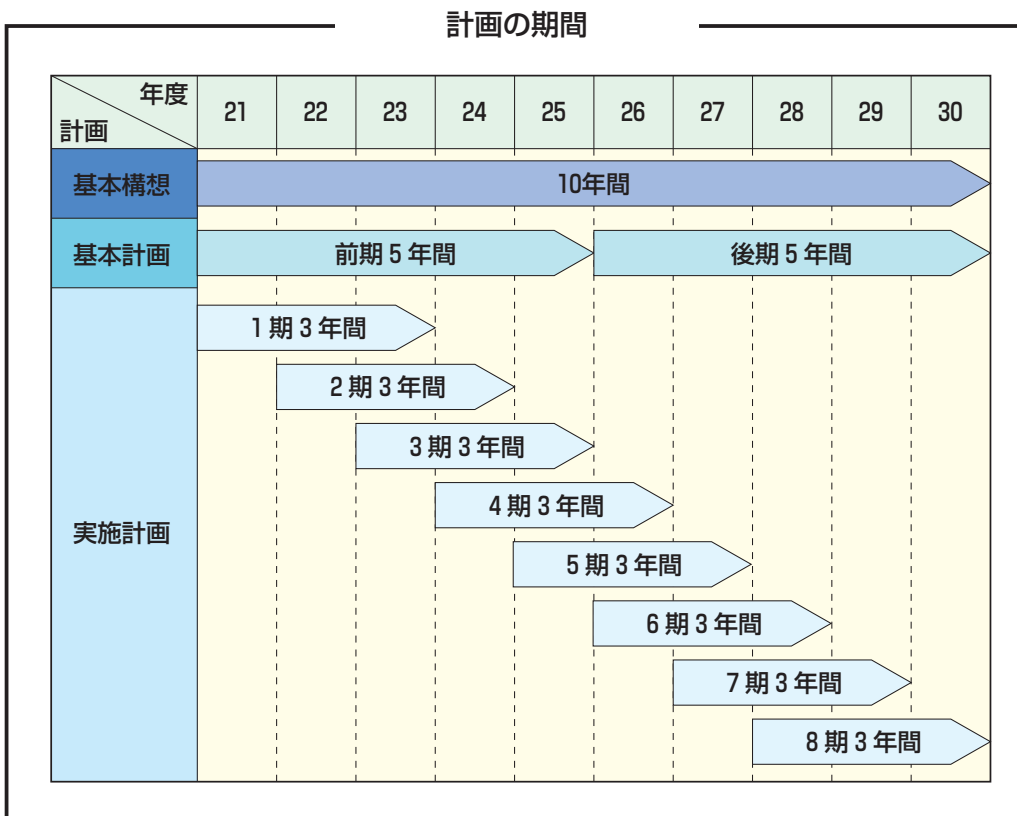 計画の期間
年度
計画
21 22 23 24 25 26 27 28 29 30
基本構想
10年間
基本計画
前期5年間
後期5年間
実施計画
1期3年間
2期3年間
3期3年間
4期3年間
5期3年間
6期3年間
7期3年間
8期3年間